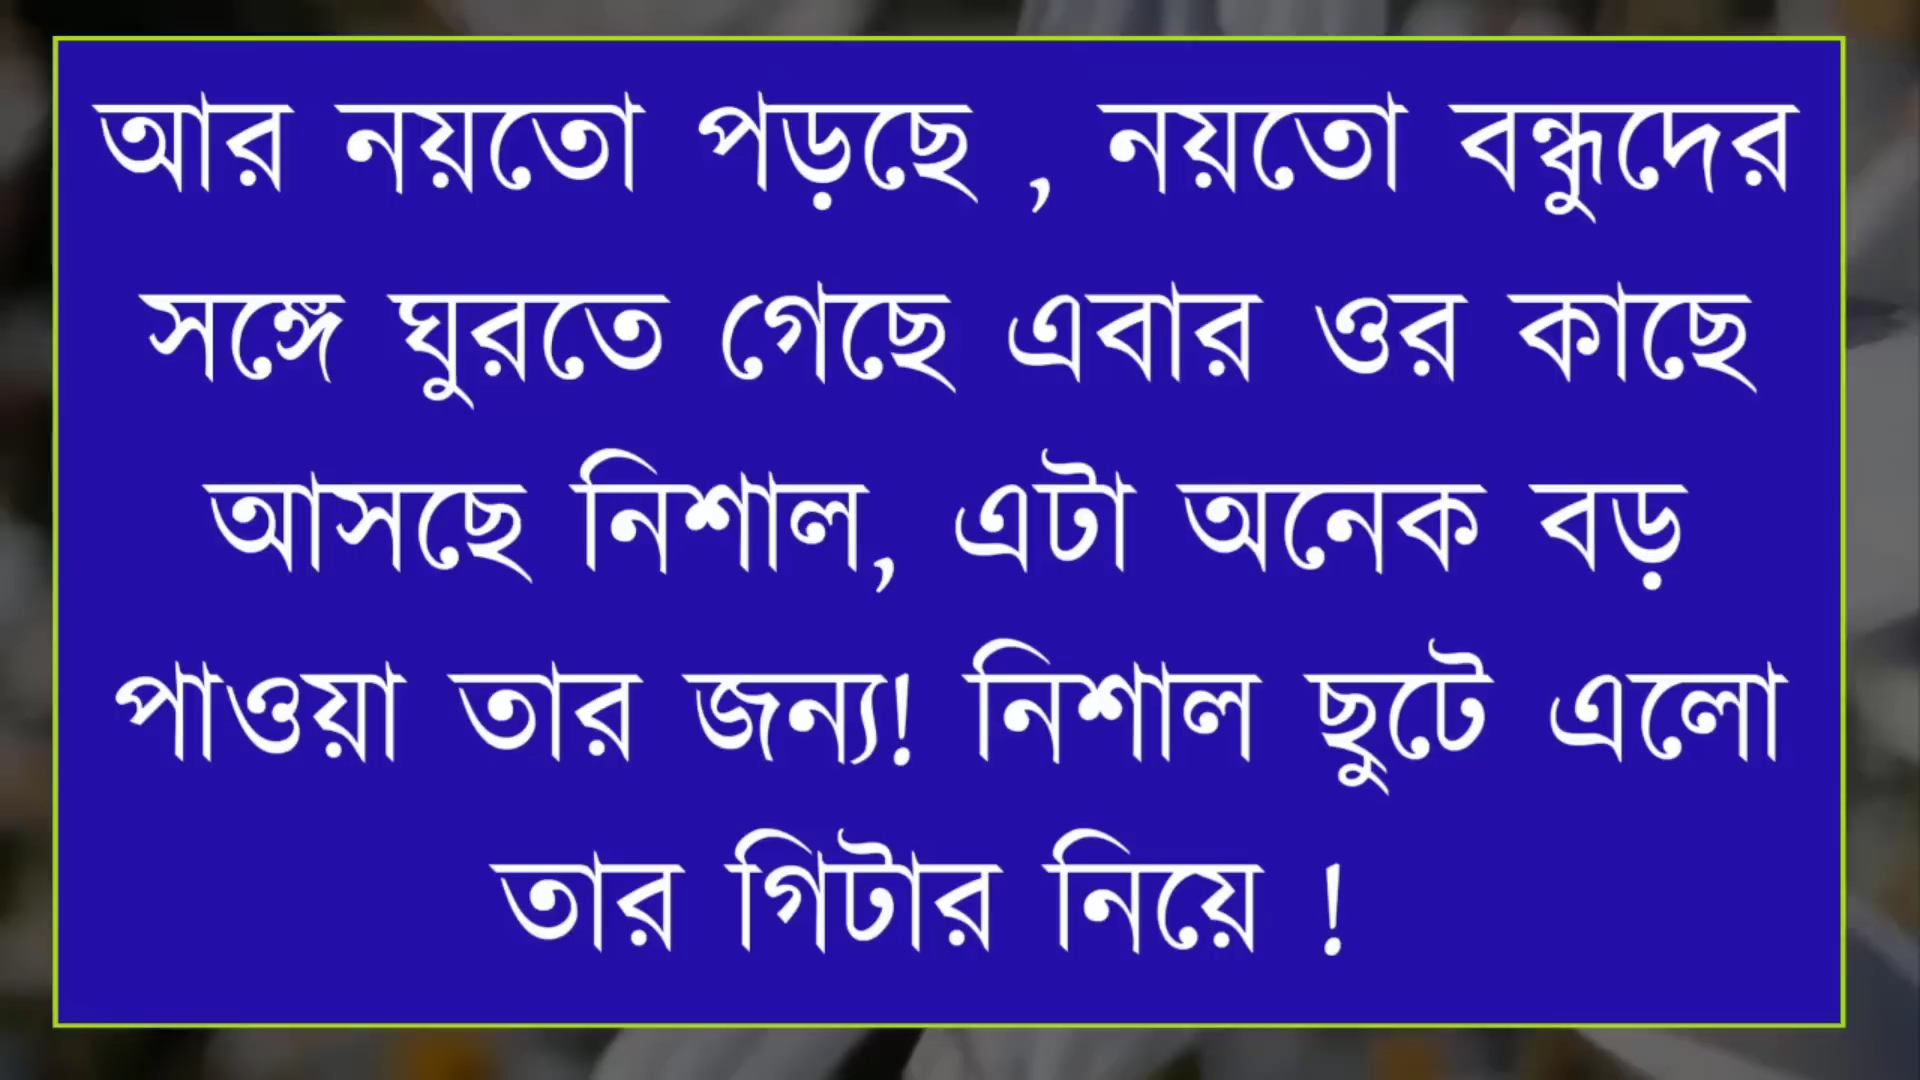 আর নয়তো পড়ছে , নয়তো বন্ধুদের
সঙ্গে ঘুরতে গেছে এবার ওর কাছে
আসছে নিশাল, এটা অনেক বড়
পাওয়া তার জন্য! নিশাল ছুটে এলো
তার গিটার নিয়ে !